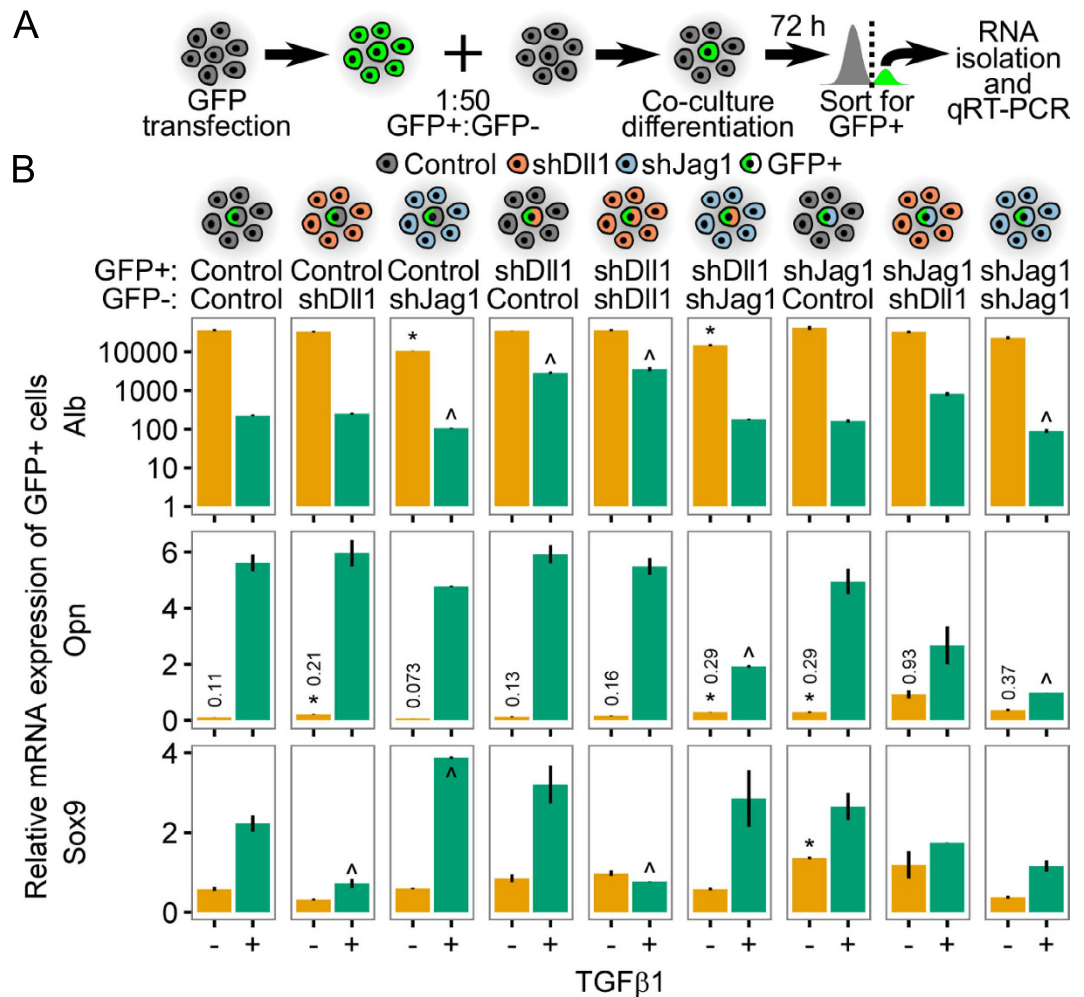 A
GFP
transfection
+
1:50
GFP+:GFP-
Co-culture
differentiation
72 h
Sort for
GFP+
RNA
isolation
and
qRT-PCR
B
Control shDll1 shJag1 GFP+
GFP+: Control Control Control shDll1 shDll1 shDll1 shJag1 shJag1 shJag1
GFP-: Control shDll1 shJag1 Control shDll1 shJag1 Control shDll1 shJag1
Relative mRNA expression of GFP+ cells
Alb
10000
1000
100
10
1
* ^ ^ ^ * ^
Opn
6
4
2
0
0.11 0.21 0.073 0.13 0.16 0.29 0.29 0.93 0.37
* * ^ * ^
Sox9
4
2
0
^ ^ ^ *
- + - + - + - + - + - + - + - + - +
TGFβ1